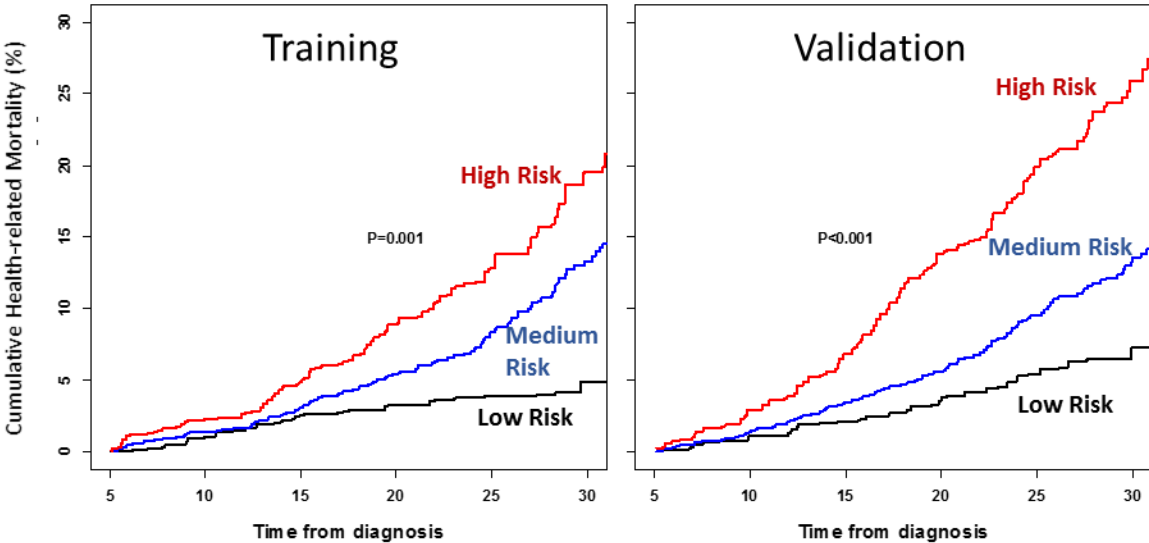 Cumulative Health-related Mortality (%)
30
25
20
15
10
5
0
Training
High Risk
P=0.001
Medium
Risk
Low Risk
5 10 15 20 25 30
Time from diagnosis
Validation
High Risk
P<0.001
Medium Risk
Low Risk
5 10 15 20 25 30
Time from diagnosis